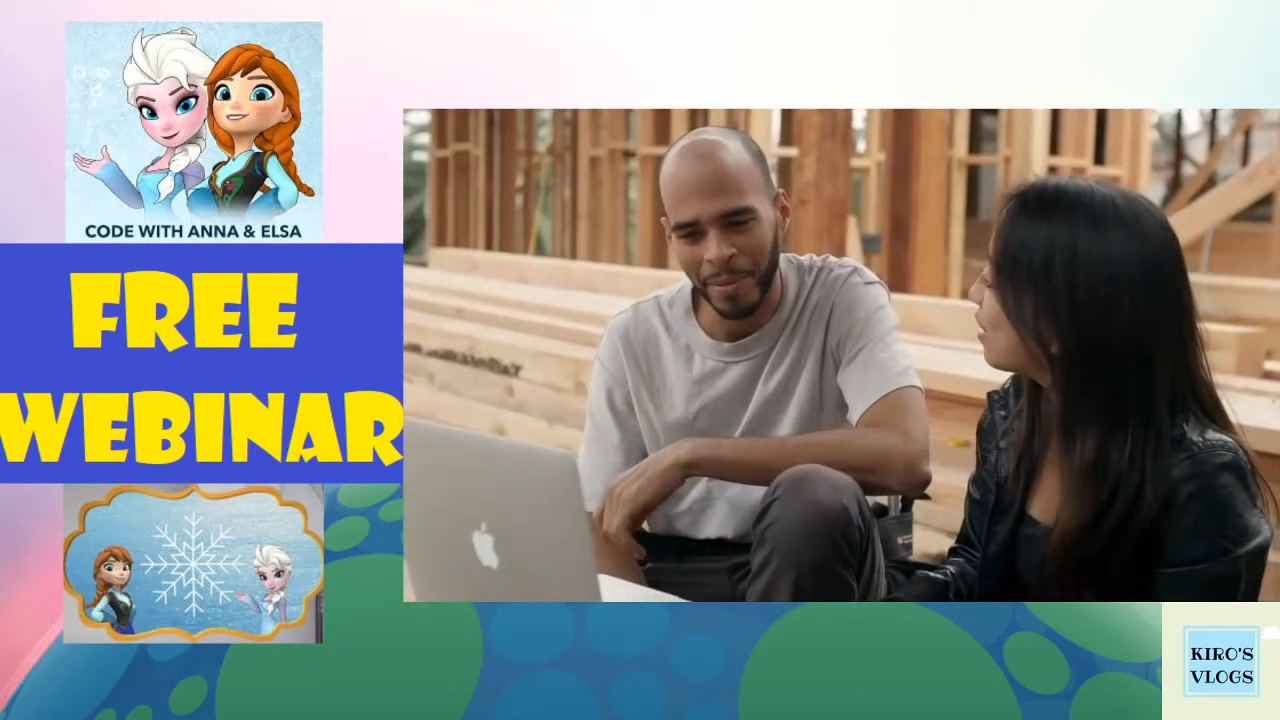 CODE WITH ANNA & ELSA
FREE
WEBINAR
KIRO'S
VLOGS